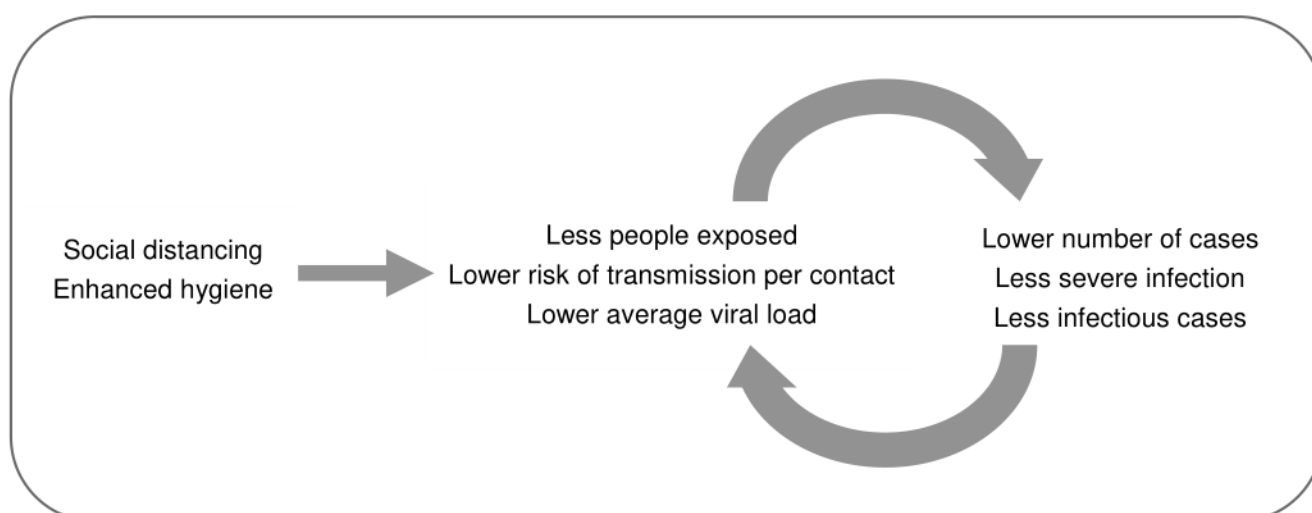 Social distancing
Enhanced hygiene
Less people exposed
Lower risk of transmission per contact
Lower average viral load
Lower number of cases
Less severe infection
Less infectious cases